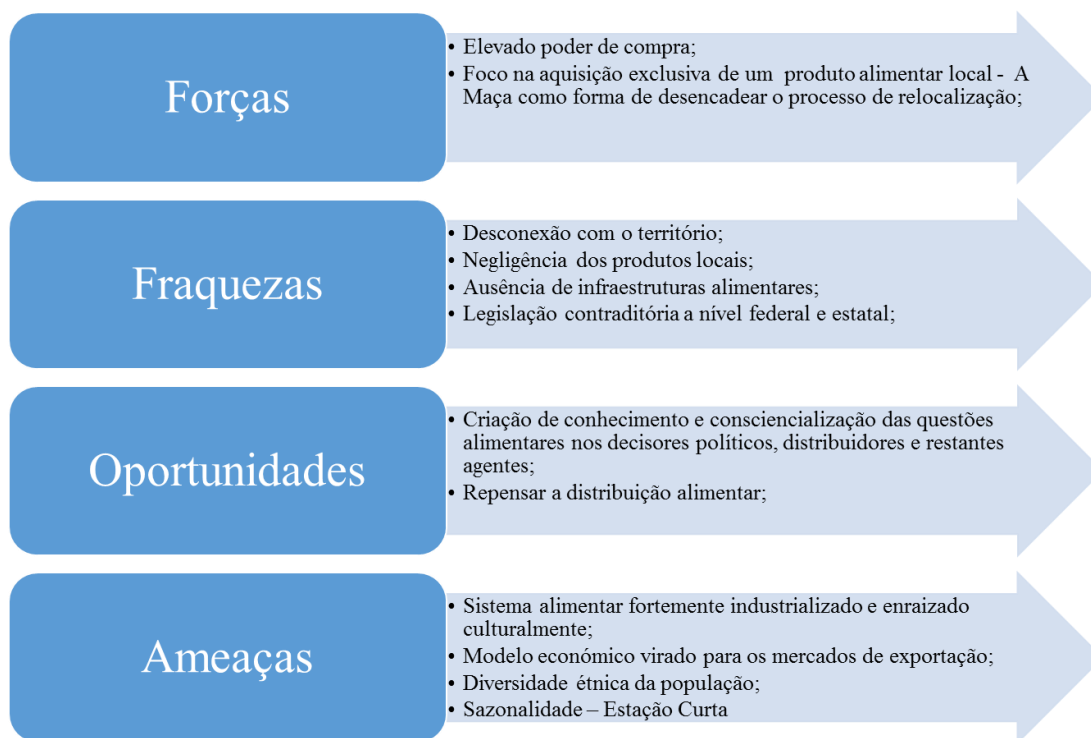 Forças
• Elevado poder de compra;
• Foco na aquisição exclusiva de um produto alimentar local - A
Maça como forma de desencadear o processo de relocalização;
Fraquezas
• Desconexão com o território;
• Negligência dos produtos locais;
• Ausência de infraestruturas alimentares;
• Legislação contraditória a nível federal e estatal;
Oportunidades
• Criação de conhecimento e consciencialização das questões
alimentares nos decisores políticos, distribuidores e restantes
agentes;
• Repensar a distribuição alimentar;
Ameaças
• Sistema alimentar fortemente industrializado e enraizado
culturalmente;
• Modelo económico virado para os mercados de exportação;
• Diversidade étnica da população;
• Sazonalidade – Estação Curta